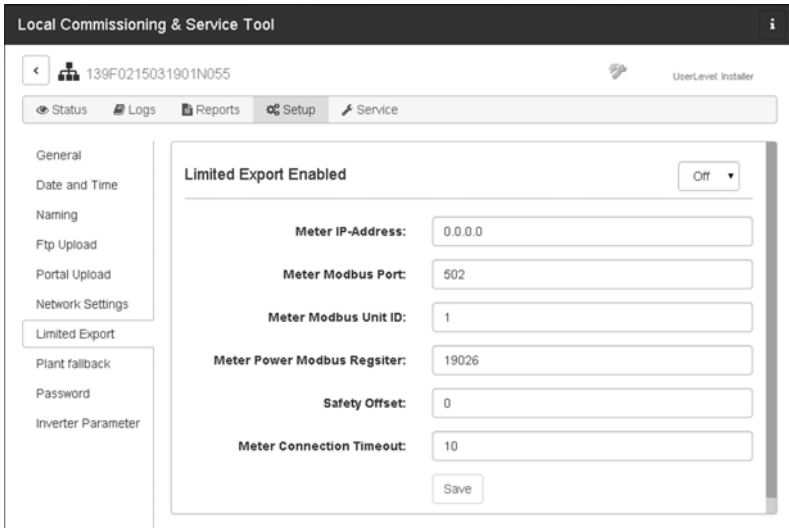 Local Commissioning & Service Tool
i
139F0215031901N055
UserLevel: Installer
Status Logs Reports Setup Service
General
Date and Time
Naming
Ftp Upload
Portal Upload
Network Settings
Limited Export
Plant fallback
Password
Inverter Parameter
Limited Export Enabled Off
Meter IP-Address: 0.0.0.0
Meter Modbus Port: 502
Meter Modbus Unit ID: 1
Meter Power Modbus Regsiter: 19026
Safety Offset: 0
Meter Connection Timeout: 10
Save